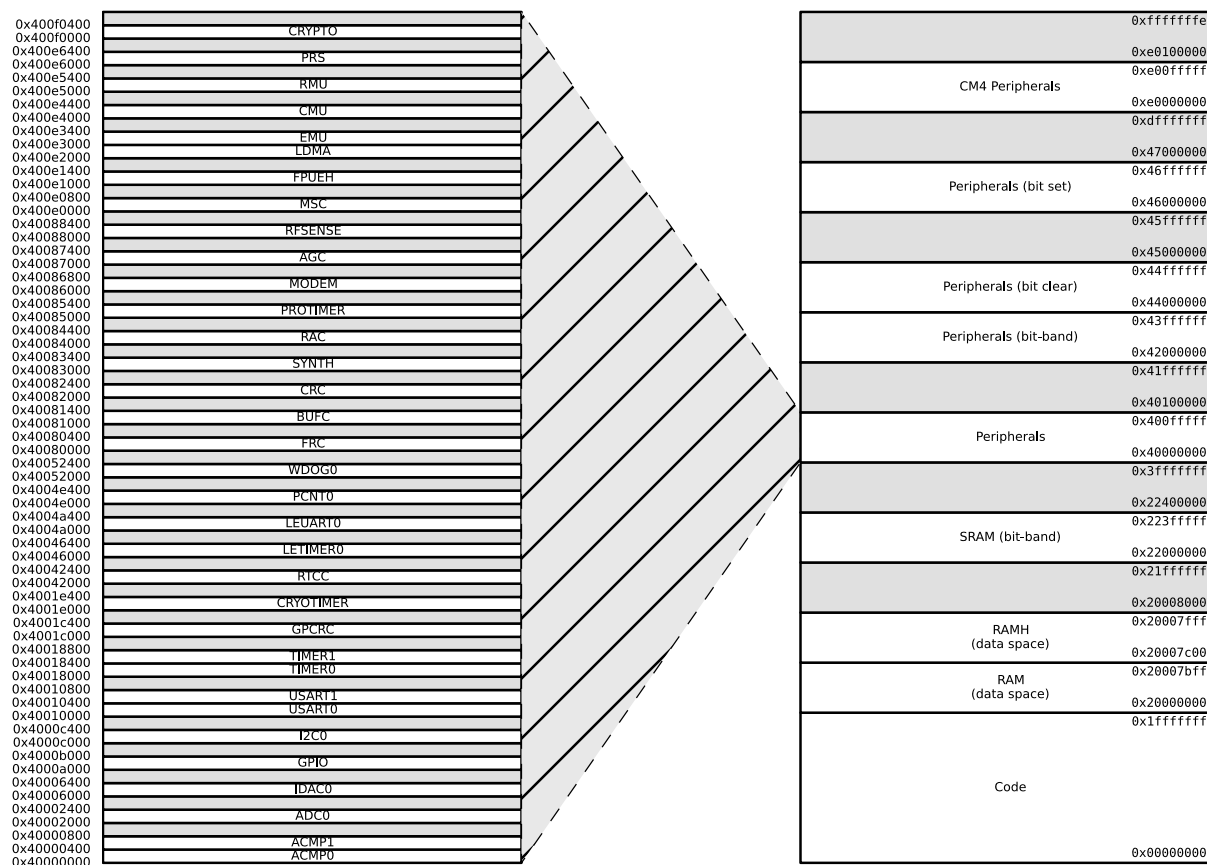 0x400f0400
CRYPTO
0x400f0000
0x400e6400
PRS
0x400e6000
0x400e5400
RMU
0x400e5000
0x400e4400
CMU
0x400e4000
0x400e3400
EMU
0x400e3000
LDMA
0x400e2000
0x400e1400
FPUEH
0x400e1000
0x400e0800
MSC
0x400e0000
0x40088400
RFSENSE
0x40088000
0x40087400
AGC
0x40087000
0x40086800
MODEM
0x40086000
0x40085400
PROTIMER
0x40085000
0x40084400
RAC
0x40084000
0x40083400
SYNTH
0x40083000
0x40082400
CRC
0x40082000
0x40081400
BUFC
0x40081000
0x40080400
FRC
0x40080000
0x40052400
WDOG0
0x40052000
0x4004e400
PCNT0
0x4004e000
0x4004a400
LEUART0
0x4004a000
0x40046400
LETIMER0
0x40046000
0x40042400
RTCC
0x40042000
0x4001e400
CRYOTIMER
0x4001e000
0x4001c400
GPCRC
0x4001c000
0x40018800
TIMER1
0x40018400
TIMER0
0x40018000
0x40010800
USART1
0x40010400
USART0
0x40010000
0x4000c400
I2C0
0x4000c000
0x4000b000
GPIO
0x4000a000
0x40006400
IDAC0
0x40006000
0x40002400
ADC0
0x40002000
0x40000800
ACMP1
0x40000400
ACMP0
0x40000000
0xfffffffe
0xe0100000
0xe00fffff
CM4 Peripherals
0xe0000000
0xdfffffff
0x47000000
0x46ffffff
Peripherals (bit set)
0x46000000
0x45ffffff
0x45000000
0x44ffffff
Peripherals (bit clear)
0x44000000
0x43ffffff
Peripherals (bit-band)
0x42000000
0x41ffffff
0x40100000
0x400fffff
Peripherals
0x40000000
0x3fffffff
0x22400000
0x223fffff
SRAM (bit-band)
0x22000000
0x21ffffff
0x20008000
0x20007fff
RAMH
(data space)
0x20007c00
0x20007bff
RAM
(data space)
0x20000000
0x1fffffff
Code
0x00000000